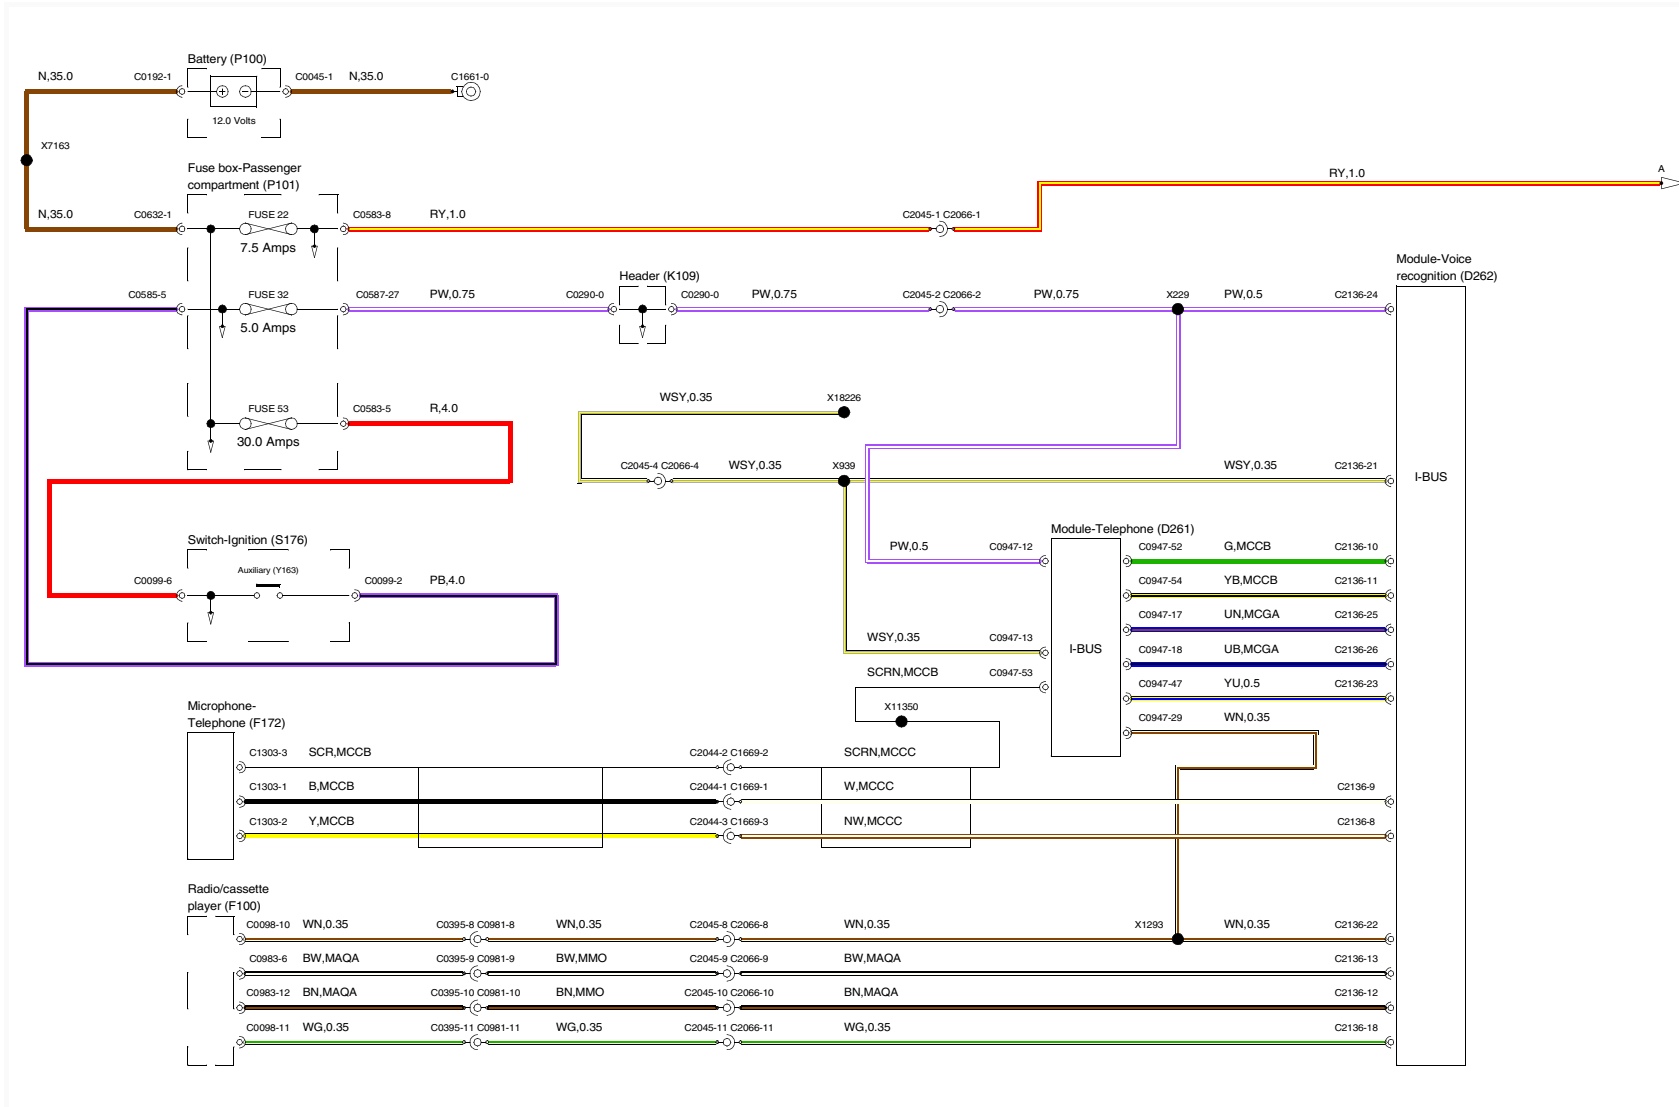 Battery (P100)
N,35.0 C0192-1 C0045-1 N,35.0 C1661-0
12.0 Volts
X7163
Fuse box-Passenger
compartment (P101)
RY,1.0 A
N,35.0 C0632-1 FUSE 22 C0583-8 RY,1.0 C2045-1 C2066-1
7.5 Amps
Module-Voice
recognition (D262)
Header (K109)
C0585-5 FUSE 32 C0587-27 PW,0.75 C0290-0 C0290-0 PW,0.75 C2045-2 C2066-2 PW,0.75 X229 PW,0.5 C2136-24
5.0 Amps
WSY,0.35 X18226
FUSE 53 C0583-5 R,4.0
30.0 Amps
C2045-4 C2066-4 WSY,0.35 X939 WSY,0.35 C2136-21
I-BUS
Module-Telephone (D261)
Switch-Ignition (S176)
PW,0.5 C0947-12 C0947-52 G,MCCB C2136-10
Auxiliary (Y163)
C0099-6 C0099-2 PB,4.0 C0947-54 YB,MCCB C2136-11
C0947-17 UN,MCGA C2136-25
WSY,0.35 C0947-13
I-BUS
C0947-18 UB,MCGA C2136-26
SCRN,MCCB C0947-53
C0947-47 YU,0.5 C2136-23
Microphone-
Telephone (F172)
X11350
C0947-29 WN,0.35
C1303-3 SCR,MCCB C2044-2 C1669-2 SCRN,MCCC
C1303-1 B,MCCB C2044-1 C1669-1 W,MCCC C2136-9
C1303-2 Y,MCCB C2044-3 C1669-3 NW,MCCC C2136-8
Radio/cassette
player (F100)
C0098-10 WN,0.35 C0395-8 C0981-8 WN,0.35 C2045-8 C2066-8 WN,0.35 X1293 WN,0.35 C2136-22
C0983-6 BW,MAQA C0395-9 C0981-9 BW,MMO C2045-9 C2066-9 BW,MAQA C2136-13
C0983-12 BN,MAQA C0395-10 C0981-10 BN,MMO C2045-10 C2066-10 BN,MAQA C2136-12
C0098-11 WG,0.35 C0395-11 C0981-11 WG,0.35 C2045-11 C2066-11 WG,0.35 C2136-18